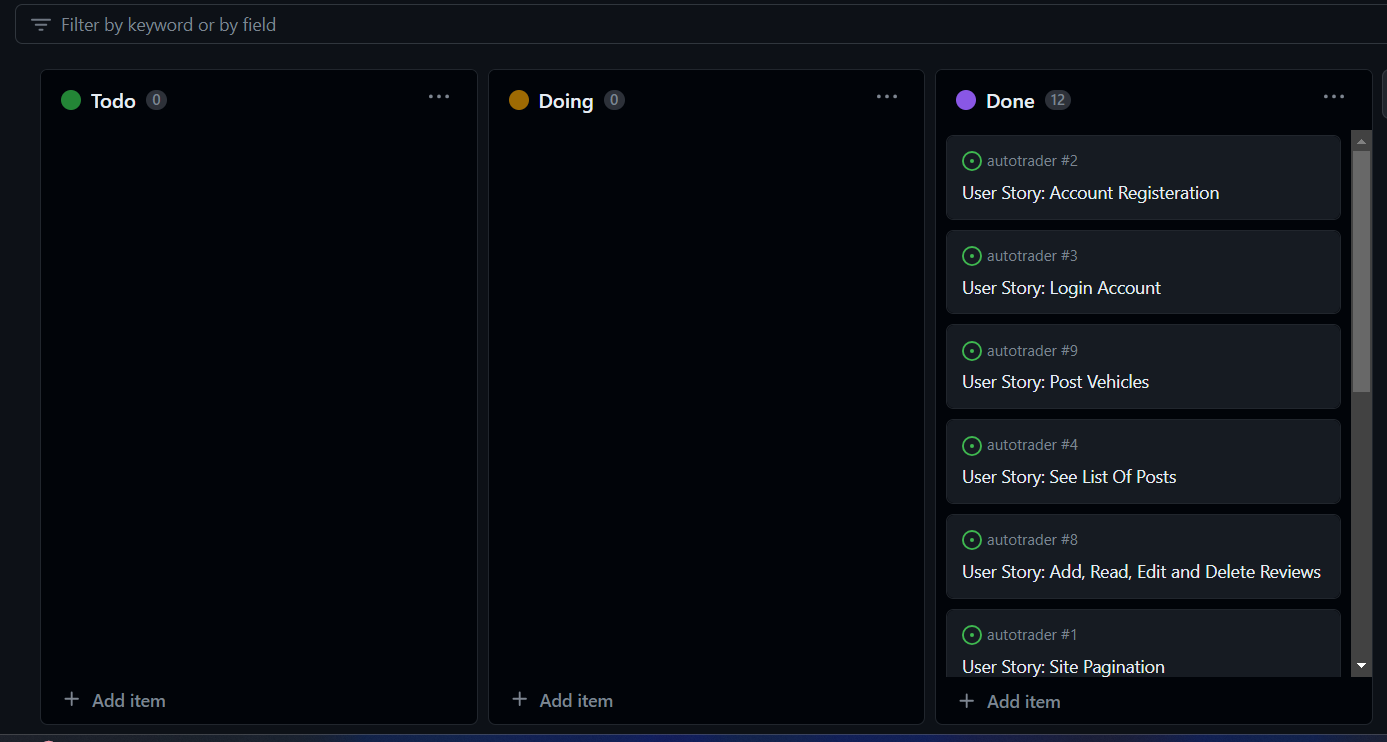 Filter by keyword or by field
Todo 0
Doing 0
Done 12
autotrader #2
User Story: Account Registeration
autotrader #3
User Story: Login Account
autotrader #9
User Story: Post Vehicles
autotrader #4
User Story: See List Of Posts
autotrader #8
User Story: Add, Read, Edit and Delete Reviews
autotrader #1
User Story: Site Pagination
+ Add item
+ Add item
+ Add item